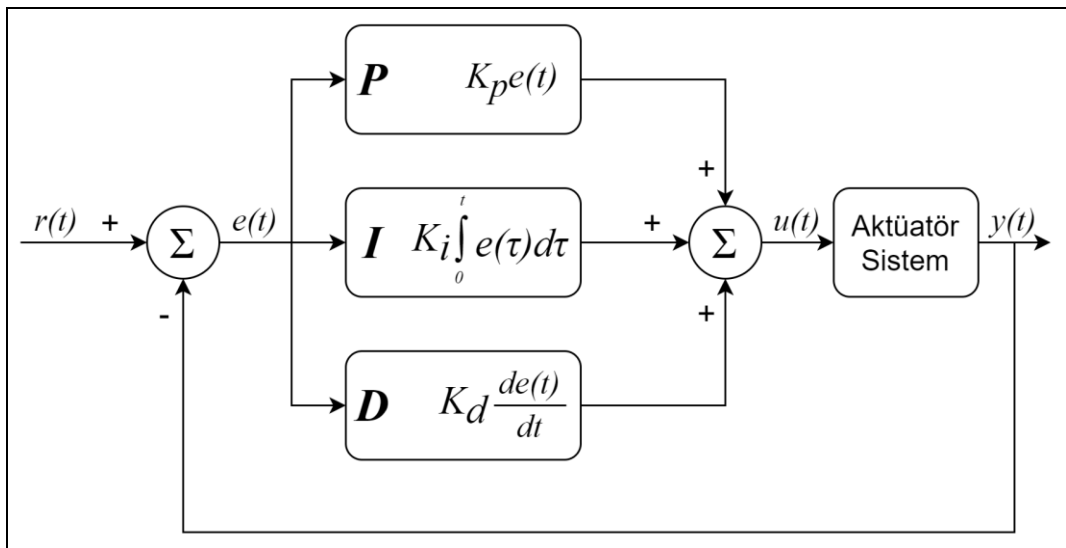 P K_p e(t)
+
r(t) + Σ e(t) I K_i ∫_0^t e(τ)dτ + Σ u(t) Aktüatör y(t)
Sistem
-
+
D K_d de(t)/dt